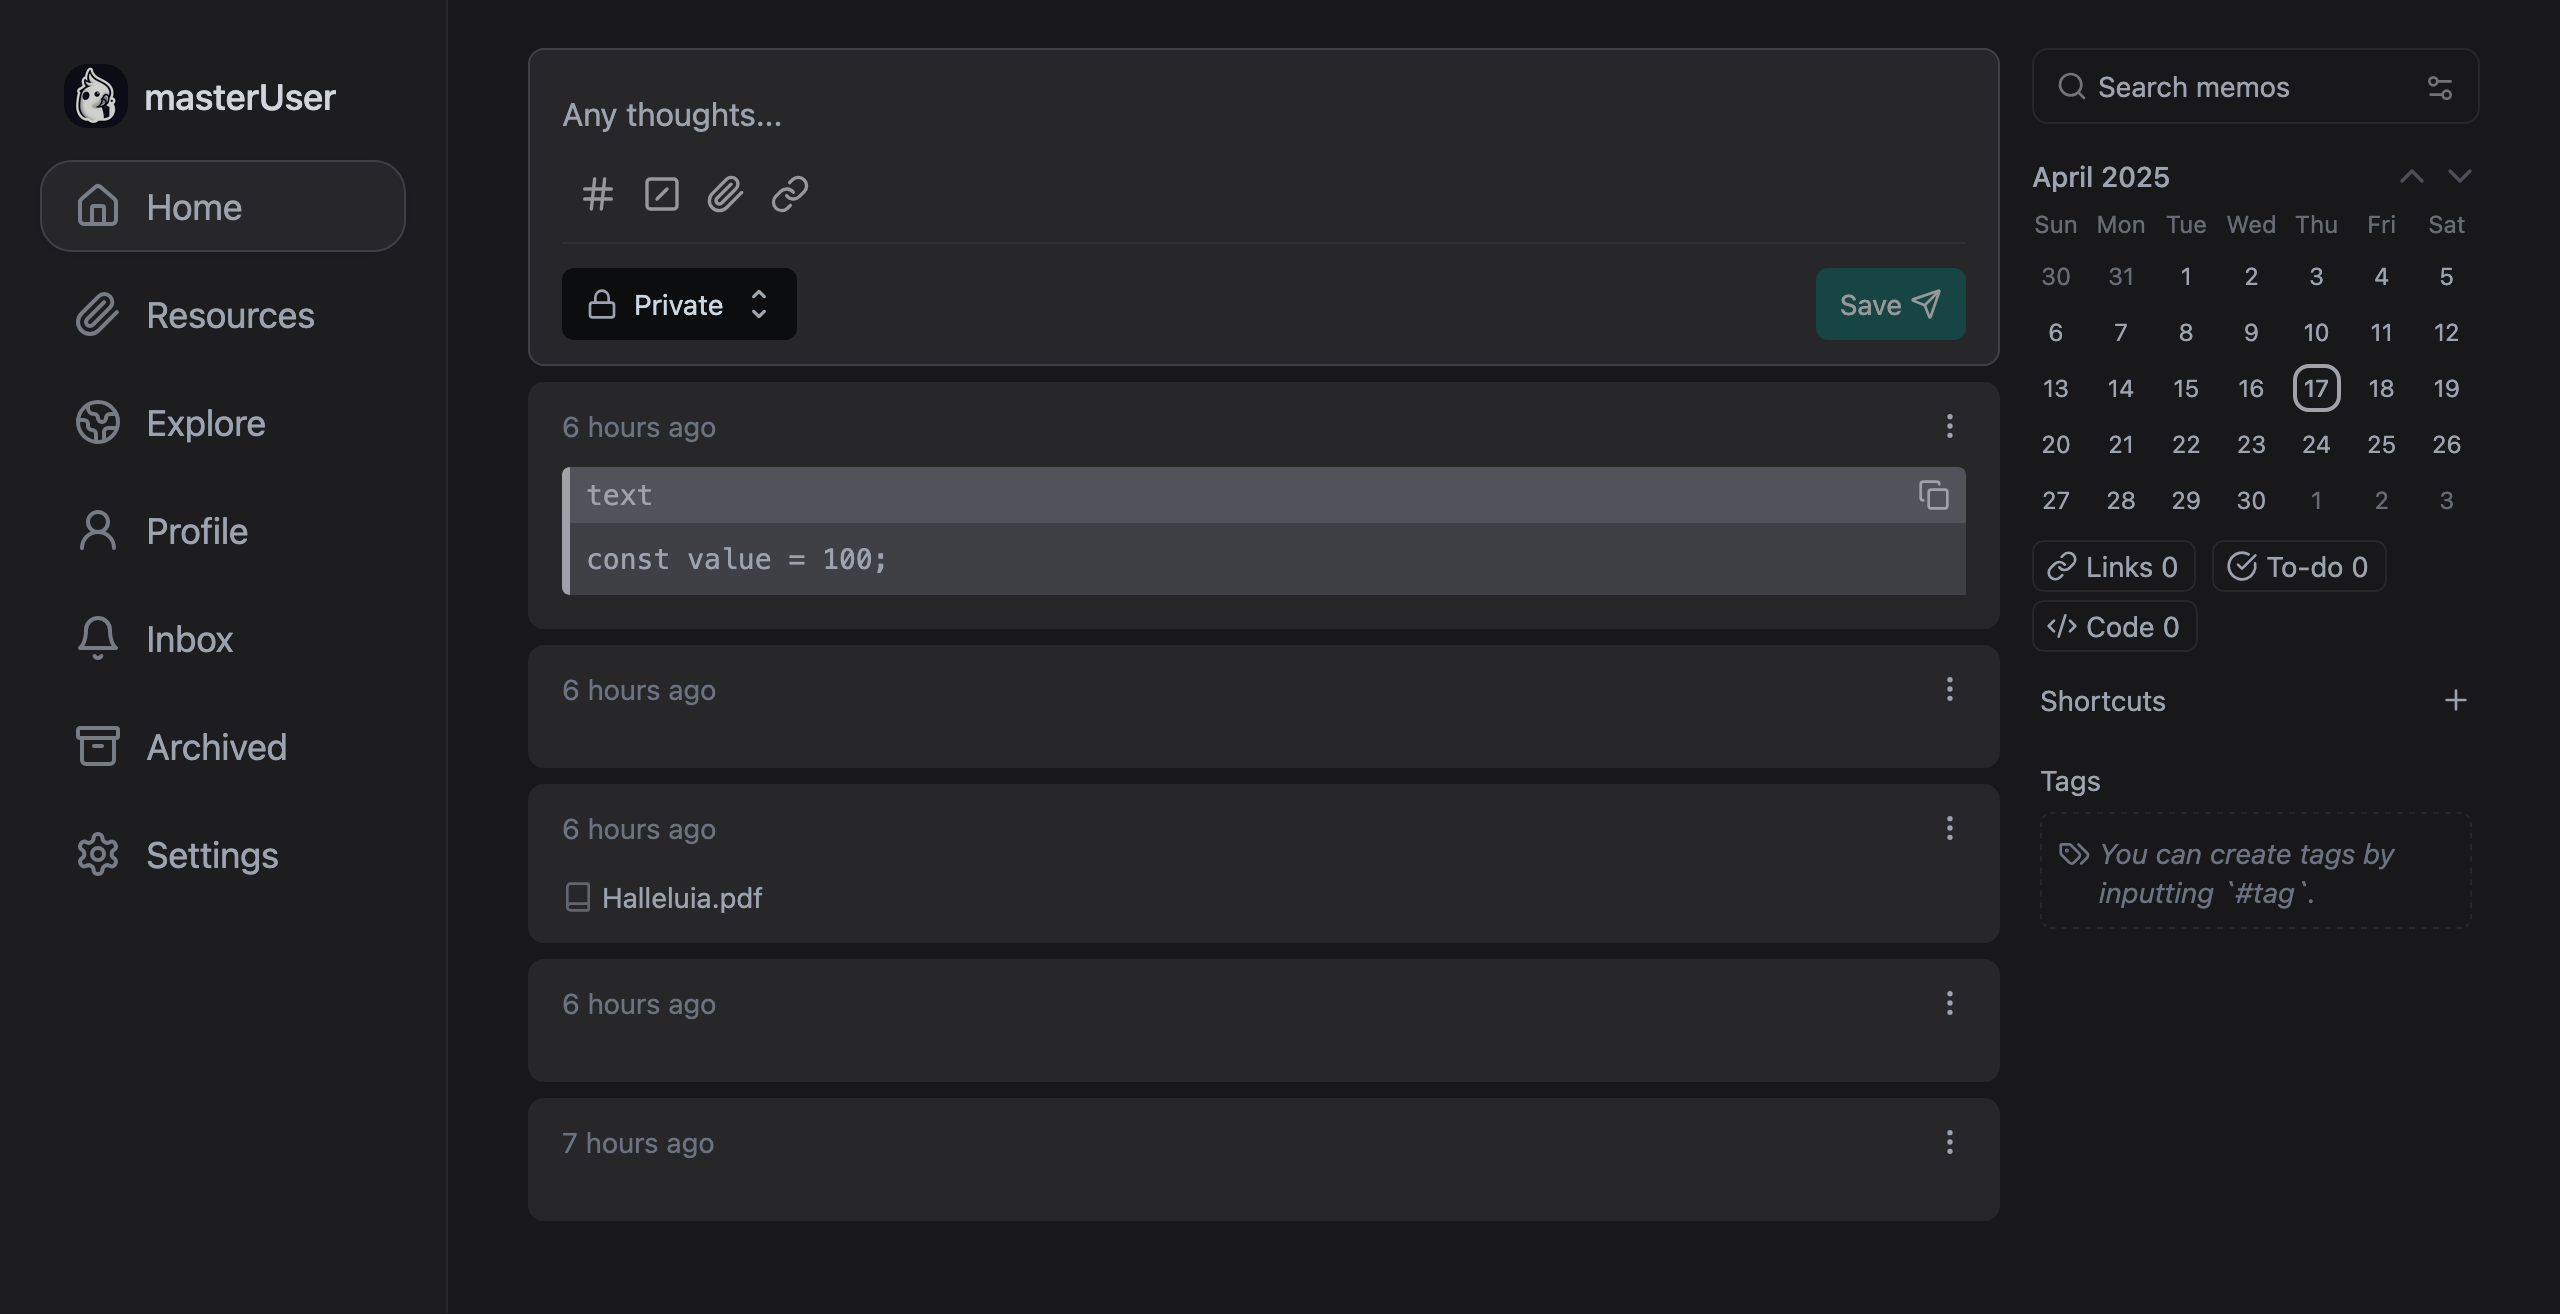 masterUser
Home
Resources
Explore
Profile
Inbox
Archived
Settings
Any thoughts...
Private
Save
6 hours ago
text
const value = 100;
6 hours ago
6 hours ago
Halleluia.pdf
6 hours ago
7 hours ago
Search memos
April 2025
Sun Mon Tue Wed Thu Fri Sat
30 31 1 2 3 4 5
6 7 8 9 10 11 12
13 14 15 16 17 18 19
20 21 22 23 24 25 26
27 28 29 30 1 2 3
Links 0 To-do 0
Code 0
Shortcuts
Tags
You can create tags by
inputting `#tag`.